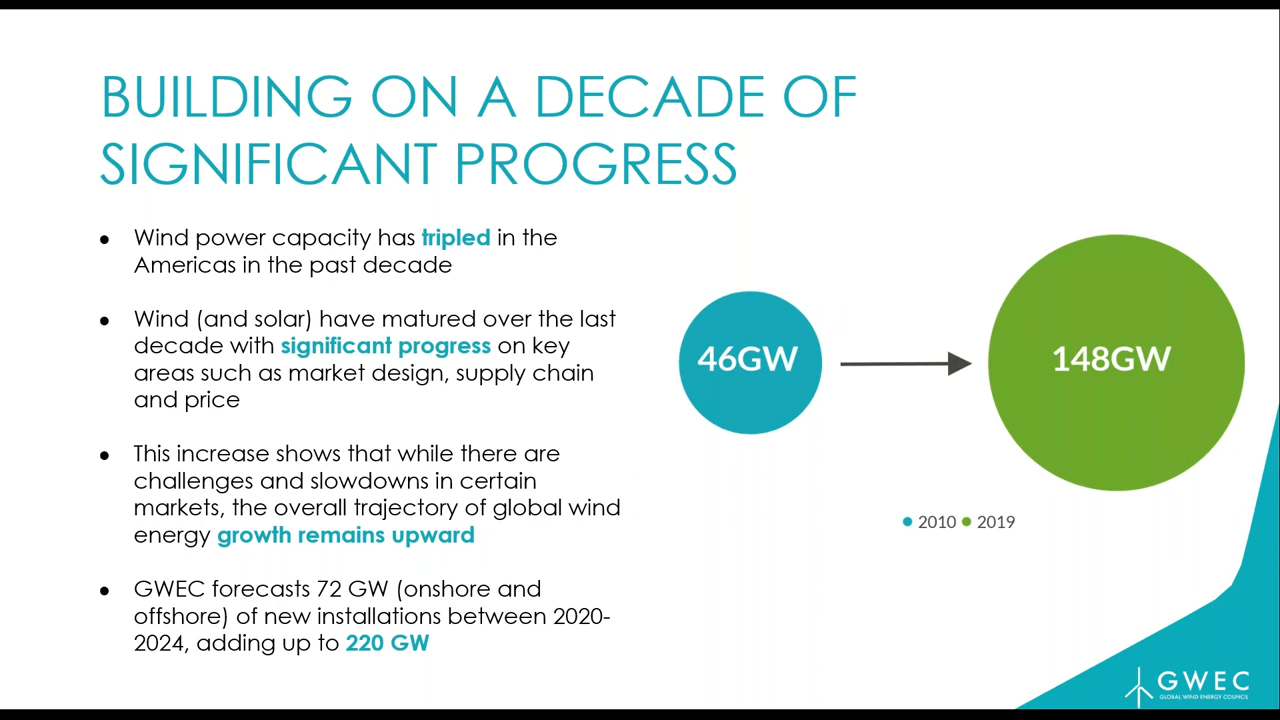 BUILDING ON A DECADE OF
SIGNIFICANT PROGRESS
● Wind power capacity has tripled in the
Americas in the past decade
● Wind (and solar) have matured over the last
decade with significant progress on key
areas such as market design, supply chain
and price
● This increase shows that while there are
challenges and slowdowns in certain
markets, the overall trajectory of global wind
energy growth remains upward
● GWEC forecasts 72 GW (onshore and
offshore) of new installations between 2020-
2024, adding up to 220 GW
46GW
148GW
2010 2019
GWEC
GLOBAL WIND ENERGY COUNCIL